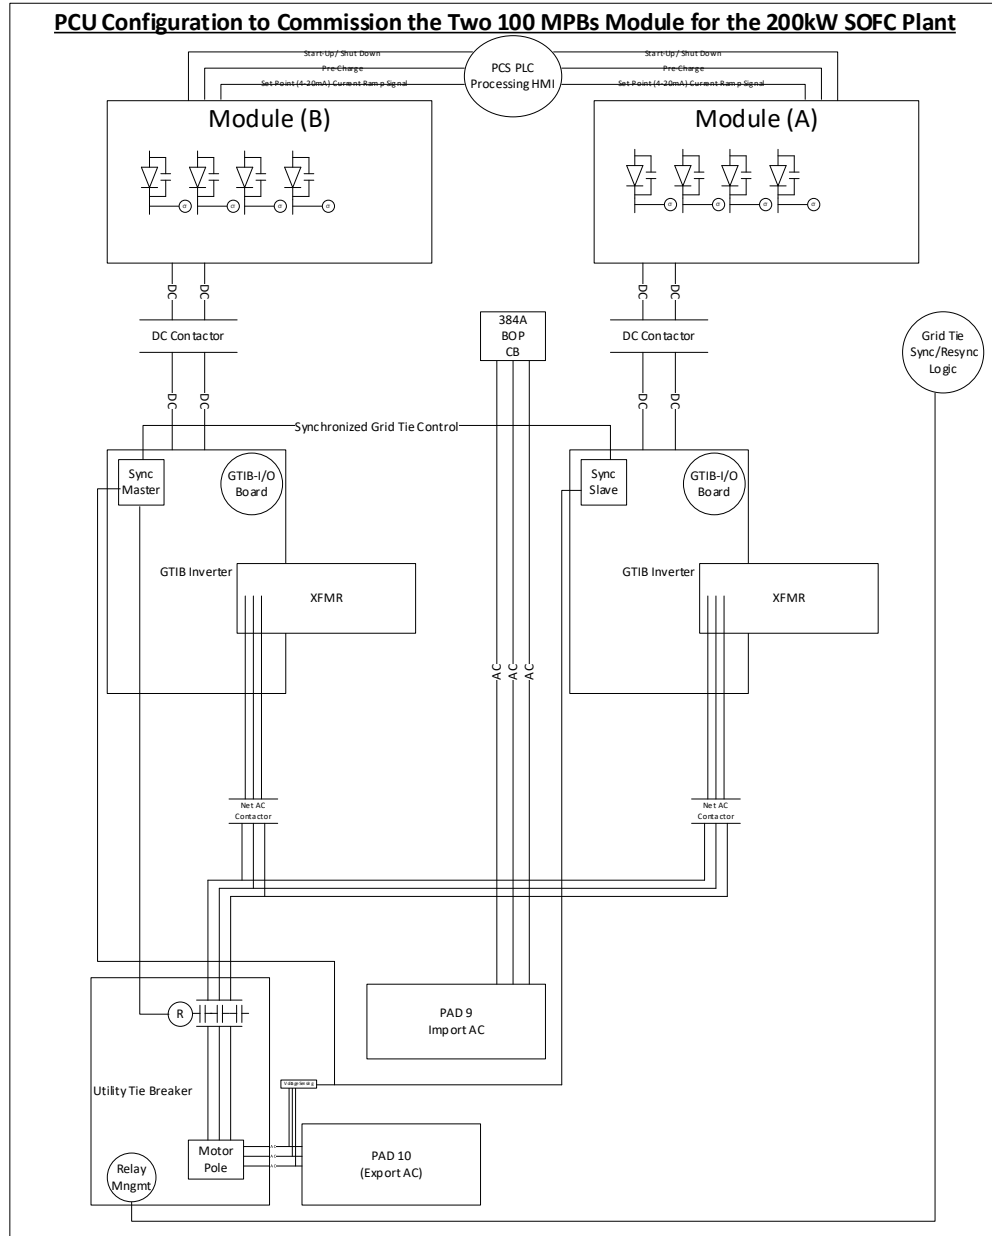 PCU Configuration to Commission the Two 100 MPBs Module for the 200kW SOFC Plant
Start-Up/ Shut Down
Pre-Charge
Set Point (4-20mA) Current Ramp Signal
PCS PLC
Processing HMI
Start-Up/ Shut Down
Pre-Charge
Set Point (4-20mA) Current Ramp Signal
Module (B)
Module (A)
DC
DC
DC
DC
DC Contactor
384A
BOP
CB
DC Contactor
Grid Tie
Sync/Resync
Logic
DC
DC
DC
DC
Synchronized Grid Tie Control
Sync
Master
GTIB-I/O
Board
Sync
Slave
GTIB-I/O
Board
GTIB Inverter
XFMR
GTIB Inverter
XFMR
AC
AC
AC
Net AC
Contactor
Net AC
Contactor
R
PAD 9
Import AC
Utility Tie Breaker
Motor
Pole
AC
AC
AC
PAD 10
(Export AC)
Relay
Mngmt